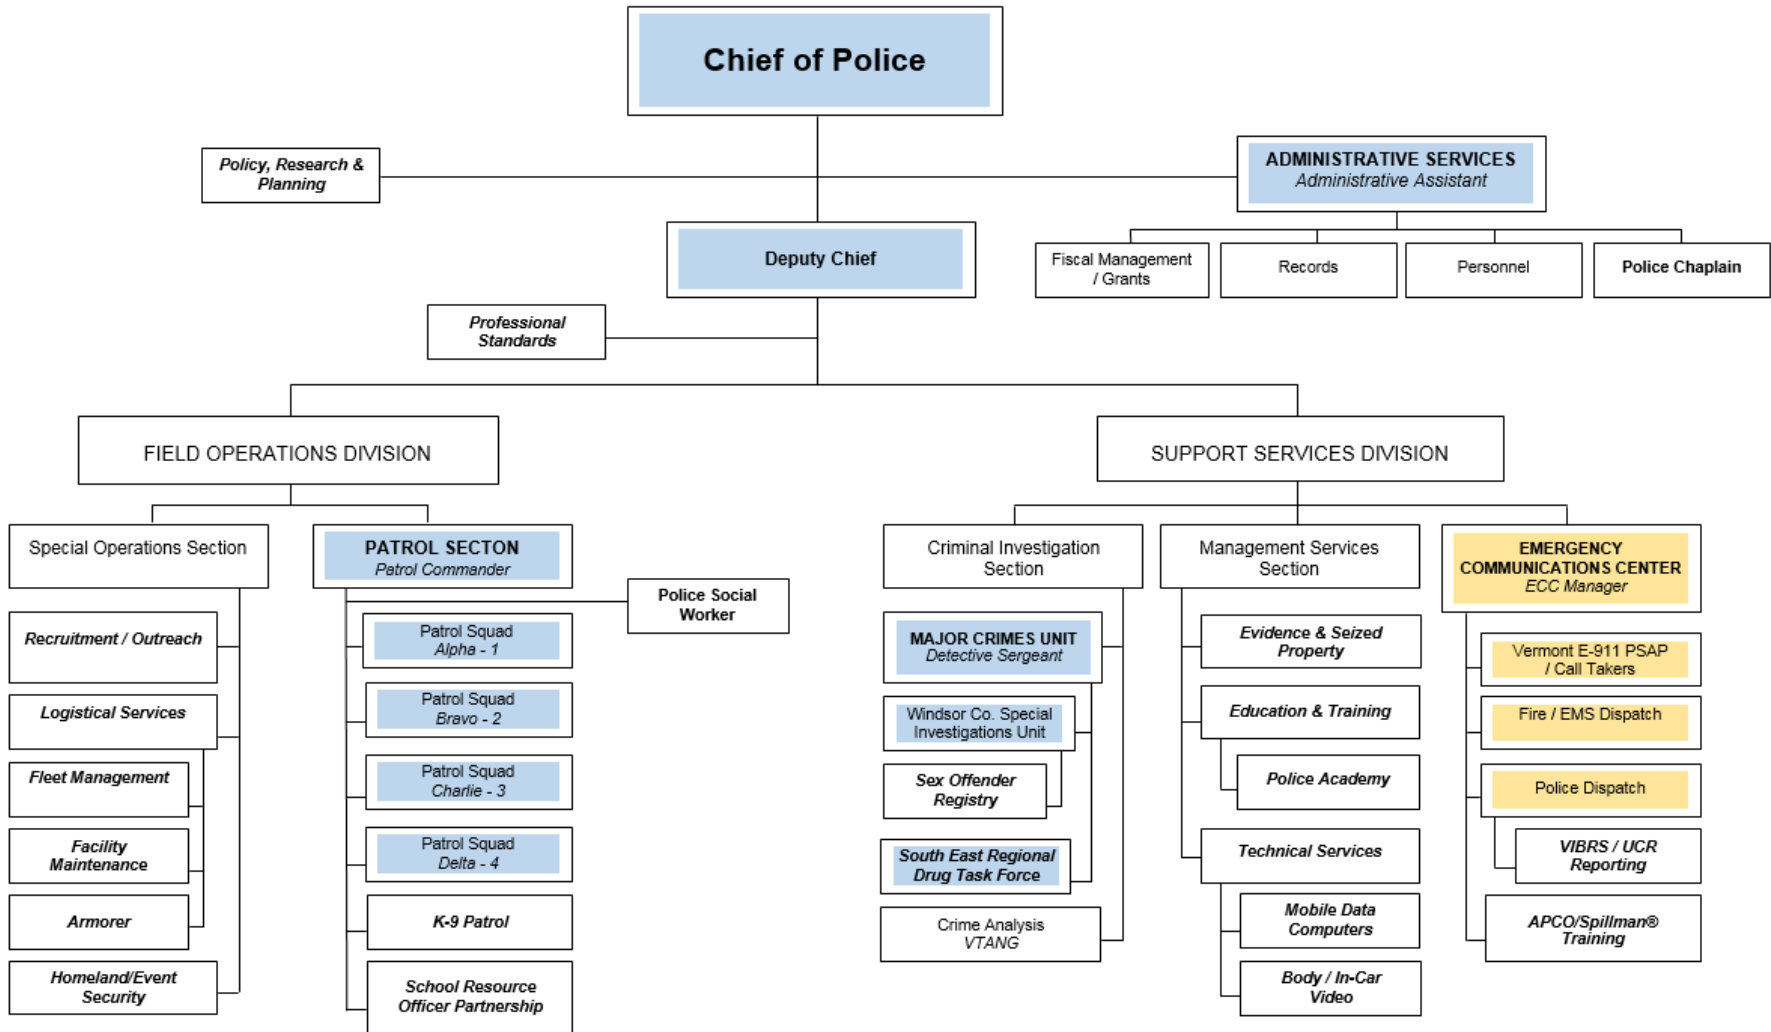 Chief of Police
Policy, Research &
Planning
ADMINISTRATIVE SERVICES
Administrative Assistant
Deputy Chief
Fiscal Management
/ Grants
Records
Personnel
Police Chaplain
Professional
Standards
FIELD OPERATIONS DIVISION
SUPPORT SERVICES DIVISION
Special Operations Section
Recruitment / Outreach
Logistical Services
Fleet Management
Facility
Maintenance
Armorer
Homeland/Event
Security
PATROL SECTON
Patrol Commander
Police Social
Worker
Patrol Squad
Alpha - 1
Patrol Squad
Bravo - 2
Patrol Squad
Charlie - 3
Patrol Squad
Delta - 4
K-9 Patrol
School Resource
Officer Partnership
Criminal Investigation
Section
MAJOR CRIMES UNIT
Detective Sergeant
Windsor Co. Special
Investigations Unit
Sex Offender
Registry
South East Regional
Drug Task Force
Crime Analysis
VTANG
Management Services
Section
Evidence & Seized
Property
Education & Training
Police Academy
Technical Services
Mobile Data
Computers
Body / In-Car
Video
EMERGENCY
COMMUNICATIONS CENTER
ECC Manager
Vermont E-911 PSAP
/ Call Takers
Fire / EMS Dispatch
Police Dispatch
VIBRS / UCR
Reporting
APCO/Spillman®
Training